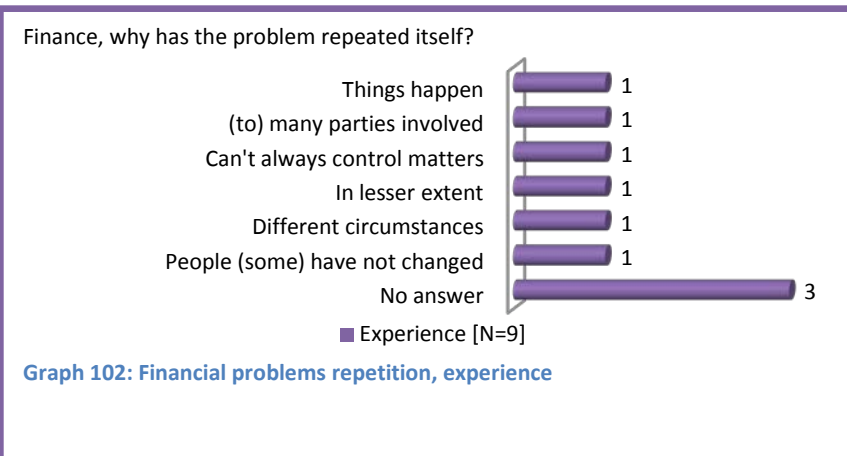 Finance, why has the problem repeated itself?
Things happen 1
(to) many parties involved 1
Can't always control matters 1
In lesser extent 1
Different circumstances 1
People (some) have not changed 1
No answer 3
Experience [N=9]
Graph 102: Financial problems repetition, experience